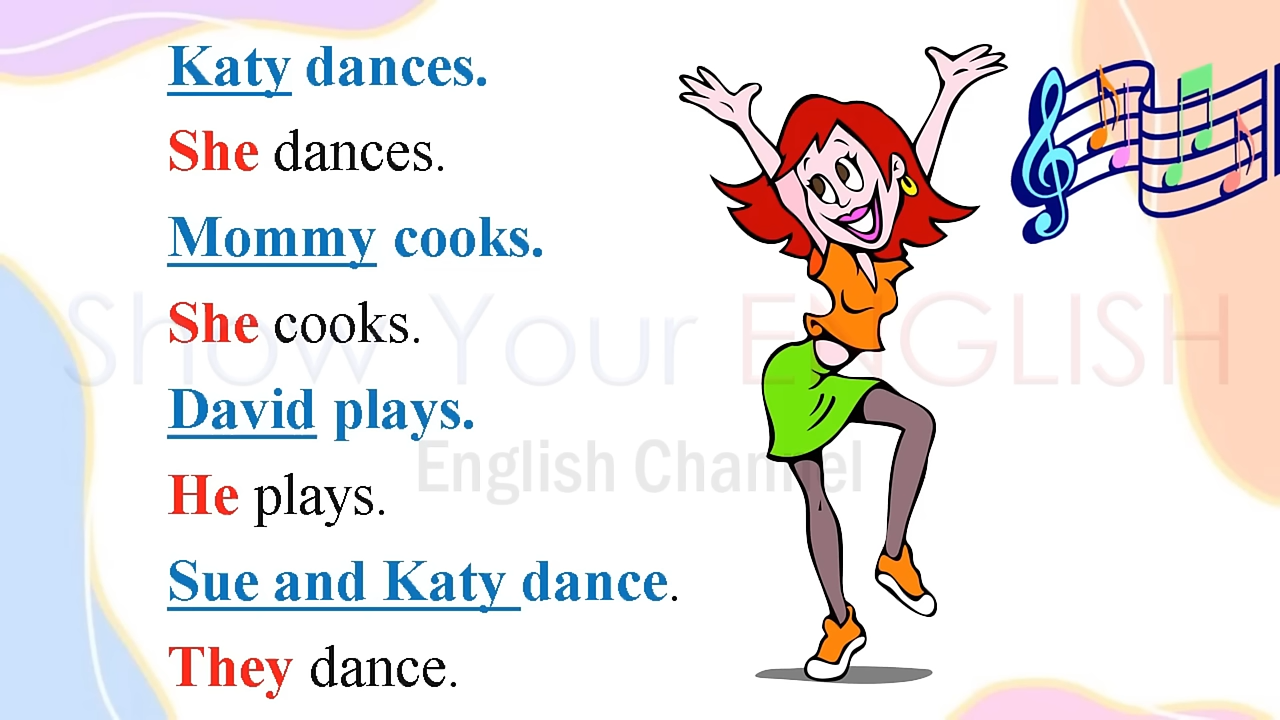 Katy dances.
She dances.
Mommy cooks.
She cooks.
David plays.
He plays.
Sue and Katy dance.
They dance.
Show Your ENGLISH
English Channel